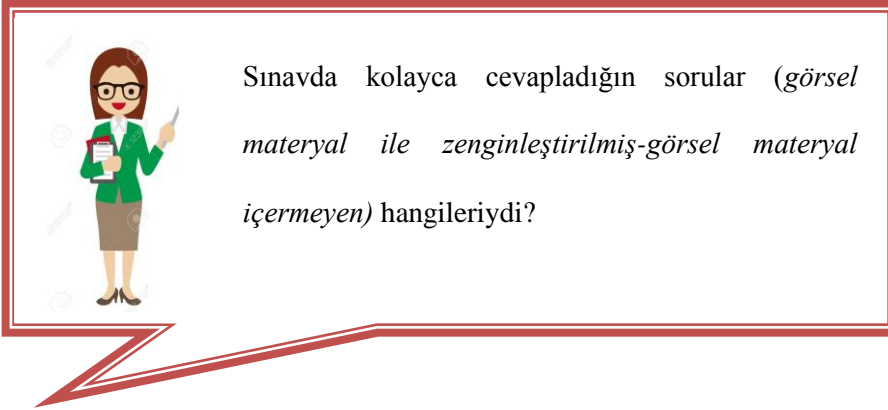 Sınavda kolayca cevapladığın sorular (görsel
materyal ile zenginleştirilmiş-görsel materyal
içermeyen) hangileriydi?